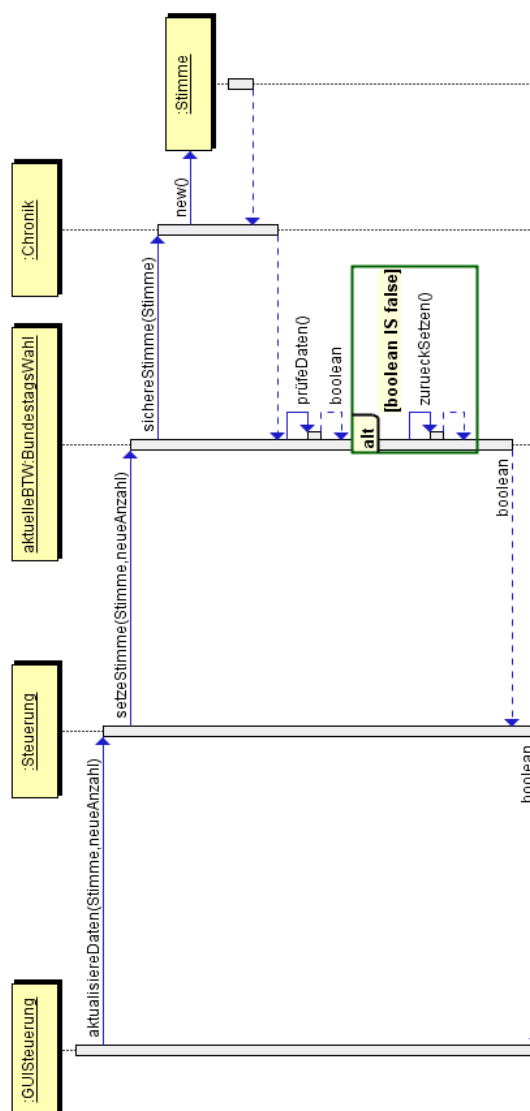 :GUISteuerung
:Steuerung
aktuelleBTW:BundestagsWahl
:Chronik
:Stimme
aktualisiereDaten(Stimme,neueAnzahl)
setzeStimme(Stimme,neueAnzahl)
sichereStimme(Stimme)
new()
prüfeDaten()
boolean
alt
[boolean IS false]
zurueckSetzen()
boolean
boolean